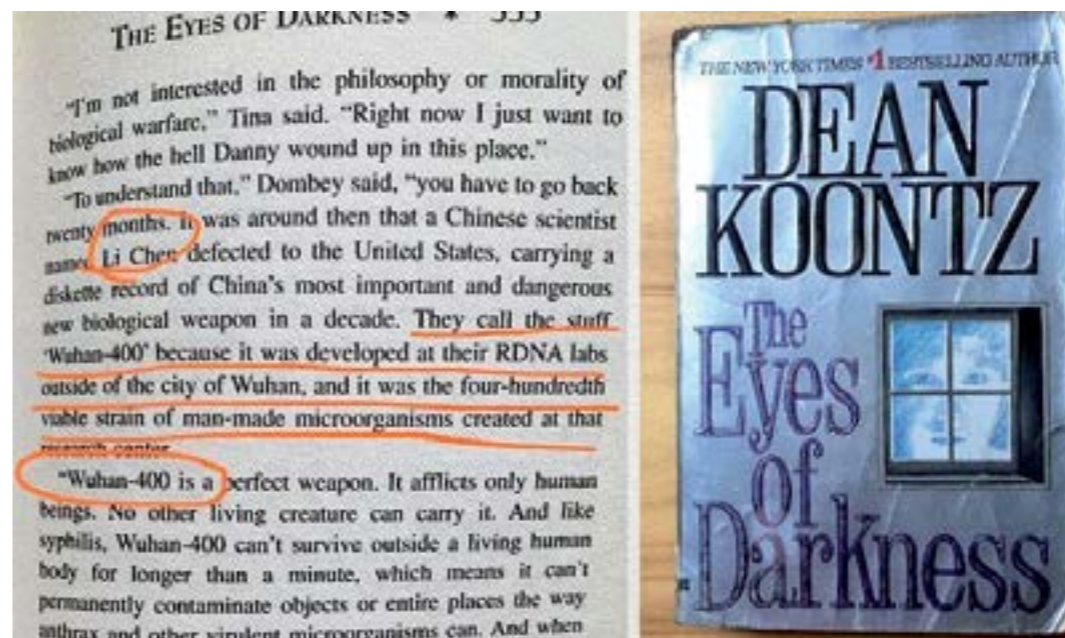 THE EYES OF DARKNESS
"I'm not interested in the philosophy or morality of
biological warfare," Tina said. "Right now I just want to
know how the hell Danny wound up in this place."
"To understand that," Dombey said, "you have to go back
twenty months. It was around then that a Chinese scientist
named Li Chen defected to the United States, carrying a
diskette record of China's most important and dangerous
new biological weapon in a decade. They call the stuff
'Wuhan-400' because it was developed at their RDNA labs
outside of the city of Wuhan, and it was the four-hundredth
viable strain of man-made microorganisms created at that
research center.
"Wuhan-400 is a perfect weapon. It afflicts only human
beings. No other living creature can carry it. And like
syphilis, Wuhan-400 can't survive outside a living human
body for longer than a minute, which means it can't
permanently contaminate objects or entire places the way
anthrax and other virulent microorganisms can. And when
THE NEW YORK TIMES #1 BESTSELLING AUTHOR
DEAN
KOONTZ
The
Eyes
of
Darkness